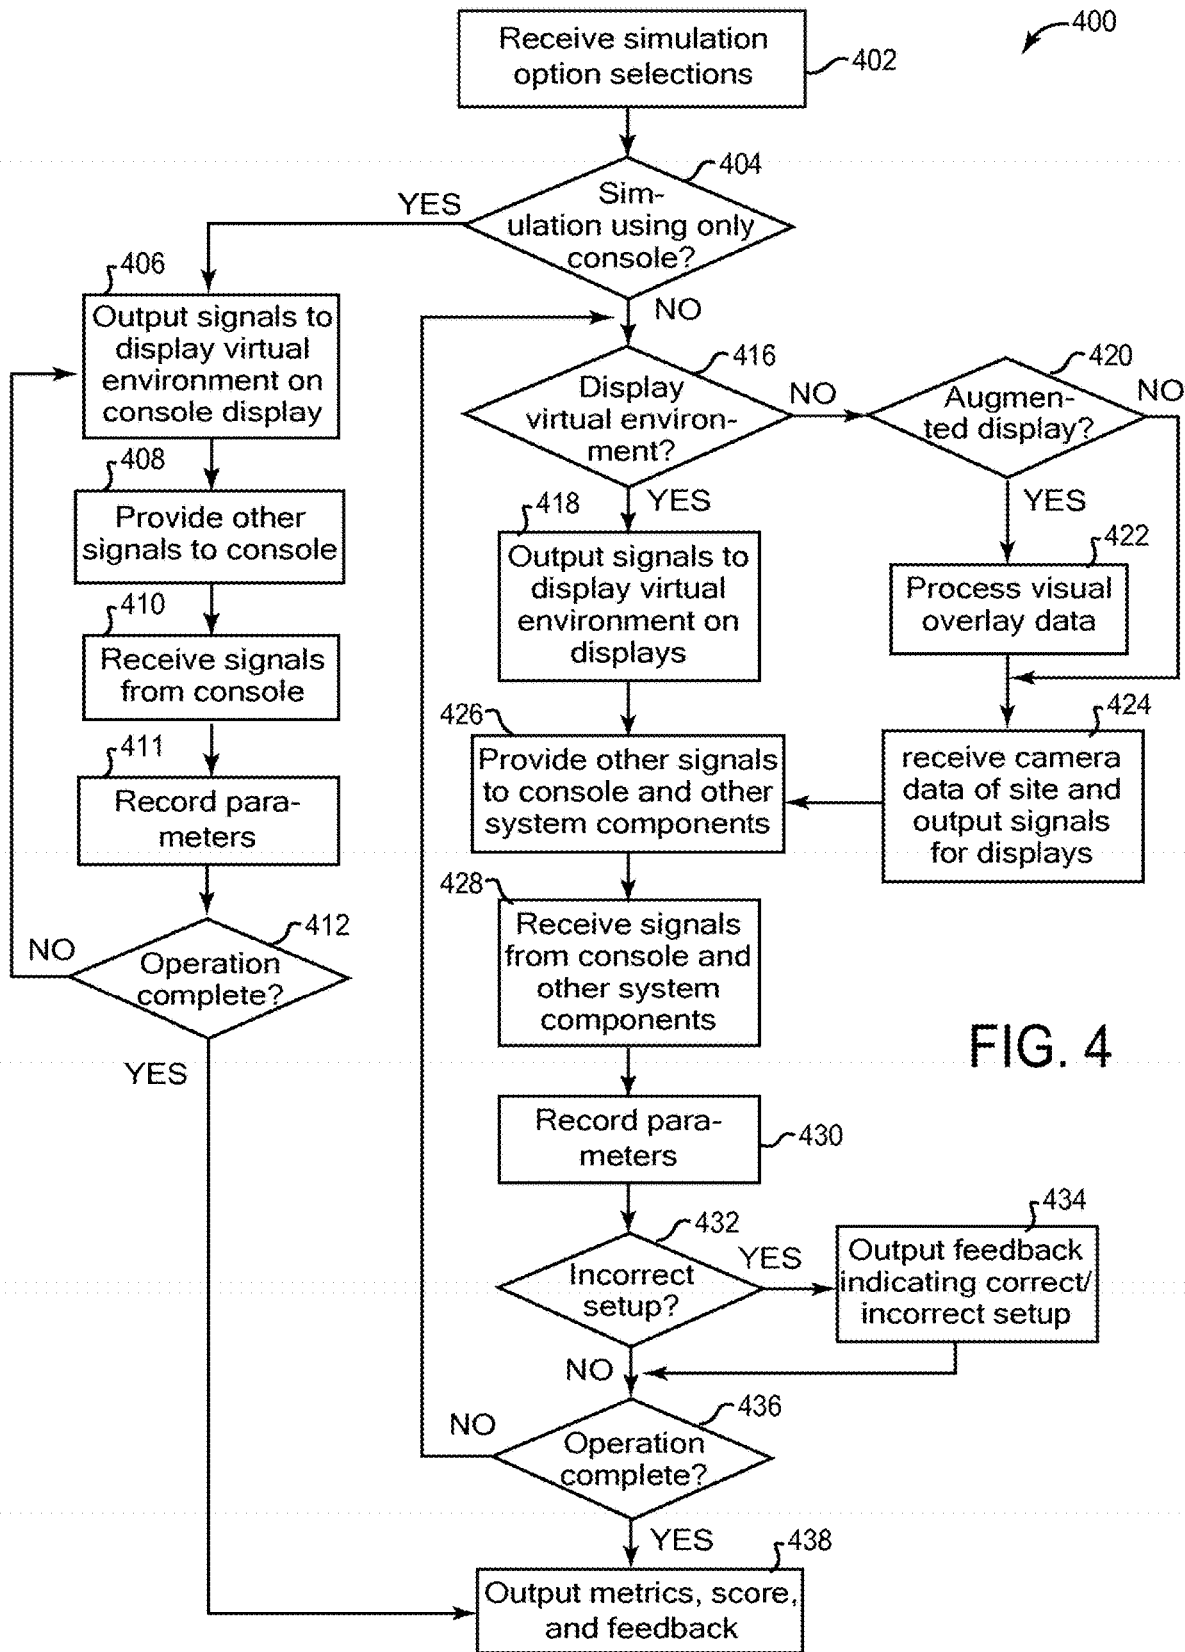 400
Receive simulation
option selections
402
404
Sim-
ulation using only
console?
YES
NO
406
Output signals to
display virtual
environment on
console display
408
Provide other
signals to console
410
Receive signals
from console
411
Record para-
meters
412
Operation
complete?
NO
YES
416
Display
virtual environ-
ment?
NO
YES
420
Augmen-
ted display?
NO
YES
418
Output signals to
display virtual
environment on
displays
422
Process visual
overlay data
424
receive camera
data of site and
output signals
for displays
426
Provide other signals
to console and other
system components
428
Receive signals
from console and
other system
components
FIG. 4
Record para-
meters
430
432
Incorrect
setup?
YES
NO
434
Output feedback
indicating correct/
incorrect setup
436
Operation
complete?
NO
YES
438
Output metrics, score,
and feedback